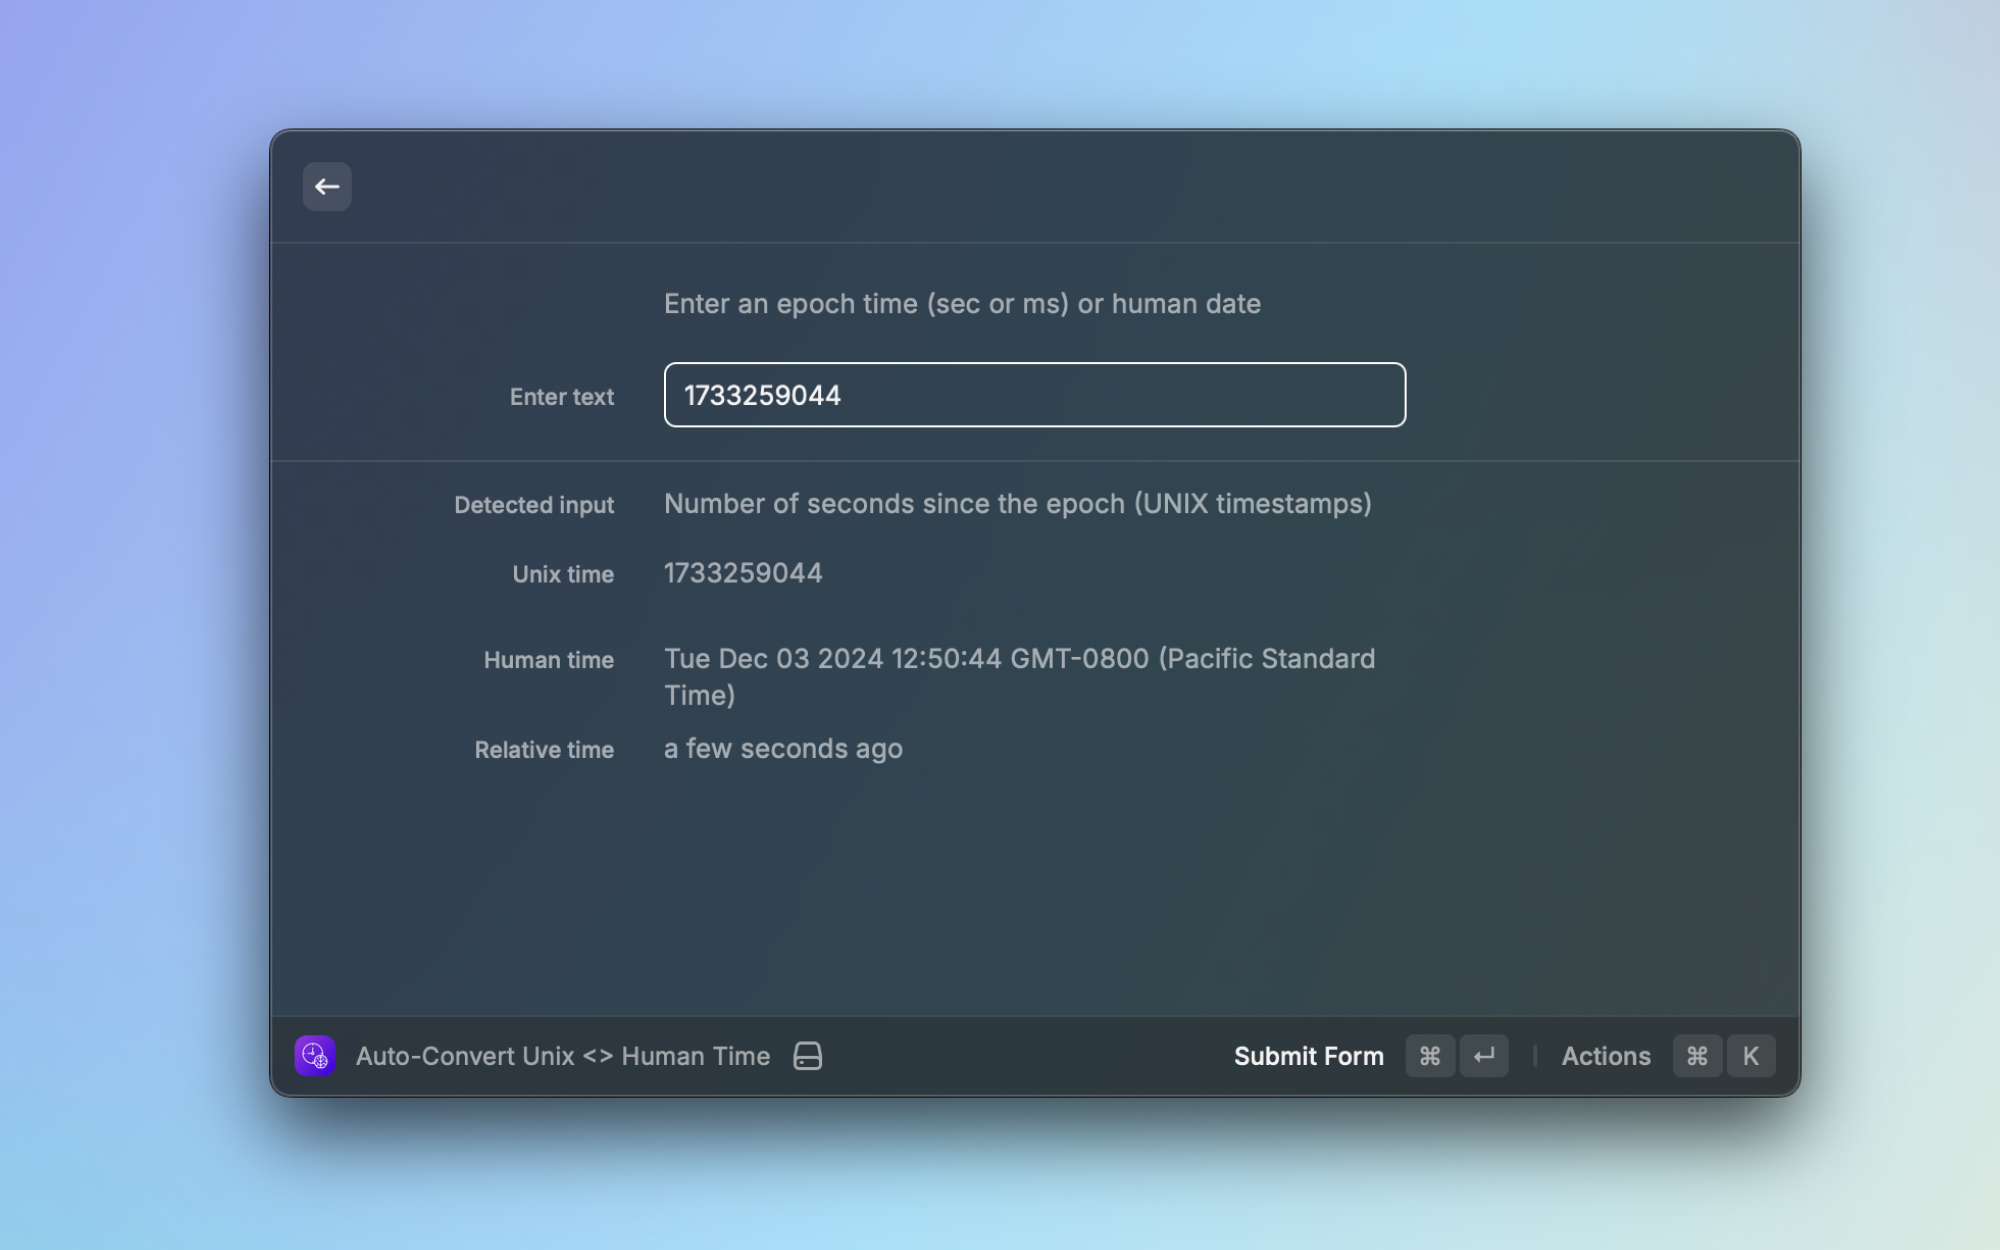 Enter an epoch time (sec or ms) or human date
Enter text 1733259044
Detected input Number of seconds since the epoch (UNIX timestamps)
Unix time 1733259044
Human time Tue Dec 03 2024 12:50:44 GMT-0800 (Pacific Standard
Time)
Relative time a few seconds ago
Auto-Convert Unix <> Human Time Submit Form ⌘ ↵ Actions ⌘ K